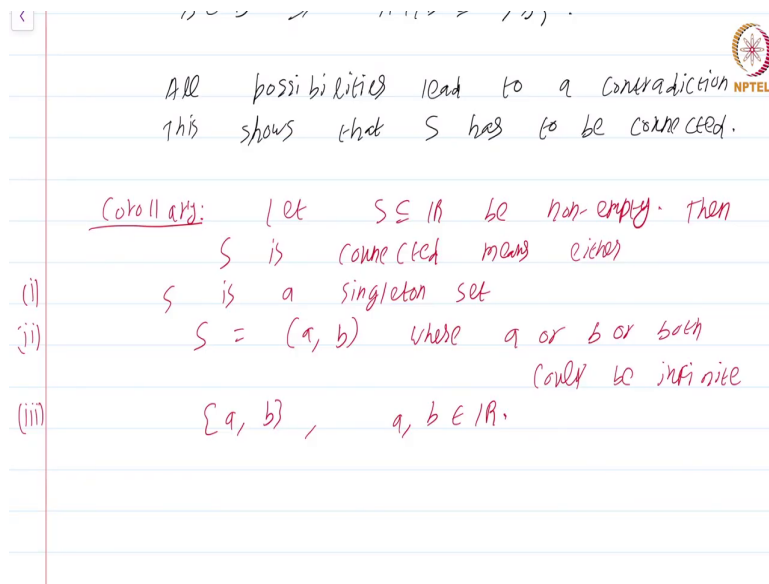 All possibilities lead to a contradiction
NPTEL
This shows that S has to be connected.
Corollary: Let S ⊆ ℝ be non-empty. Then
S is connected means either
(i) S is a singleton set
(ii) S = (a, b) where a or b or both
could be infinite
(iii) [a, b}, a, b ∈ ℝ.